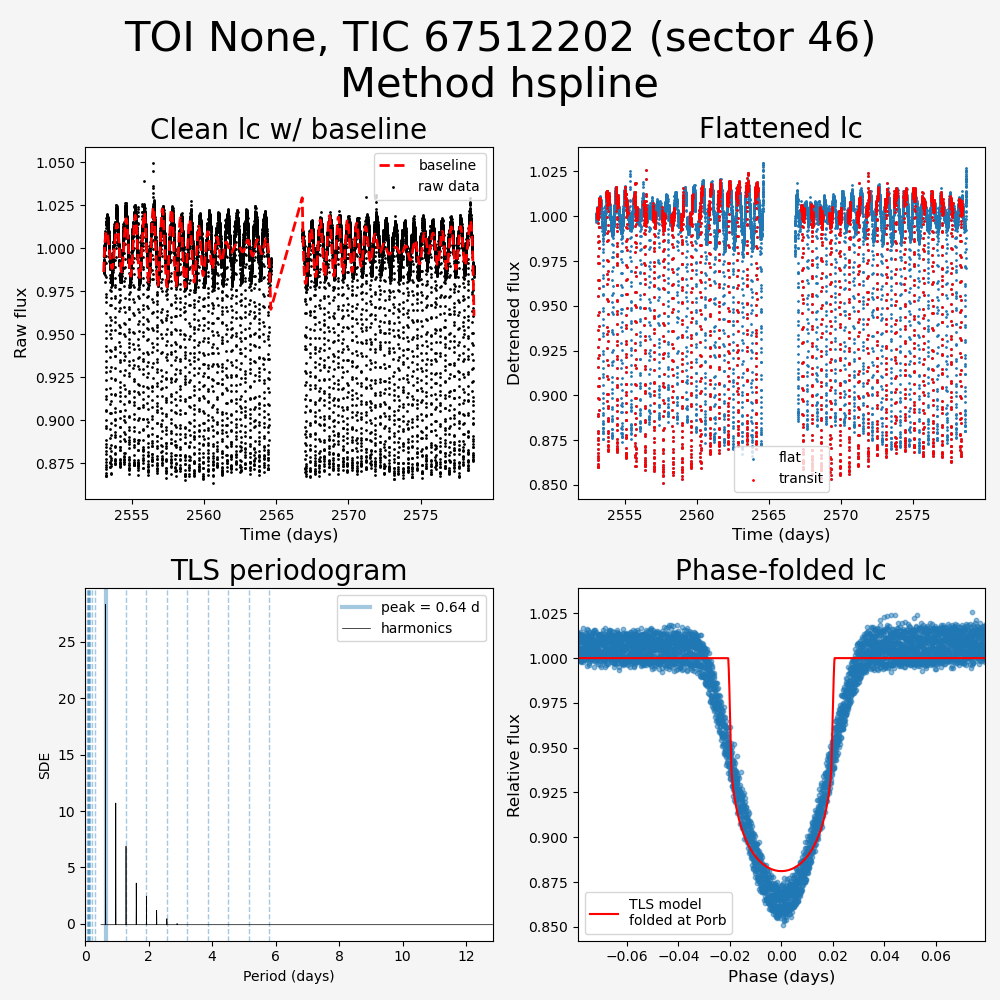 TOI None, TIC 67512202 (sector 46)
Method hspline
Clean lc w/ baseline
Flattened lc
baseline
raw data
1.050
1.025
1.000
0.975
0.950
0.925
0.900
0.875
Raw flux
2555 2560 2565 2570 2575
Time (days)
1.025
1.000
0.975
0.950
0.925
0.900
0.875
0.850
Detrended flux
flat
transit
2555 2560 2565 2570 2575
Time (days)
TLS periodogram
Phase-folded lc
peak = 0.64 d
harmonics
25
20
15
10
5
0
SDE
0 2 4 6 8 10 12
Period (days)
1.025
1.000
0.975
0.950
0.925
0.900
0.875
0.850
Relative flux
TLS model
folded at Porb
−0.06 −0.04 −0.02 0.00 0.02 0.04 0.06
Phase (days)